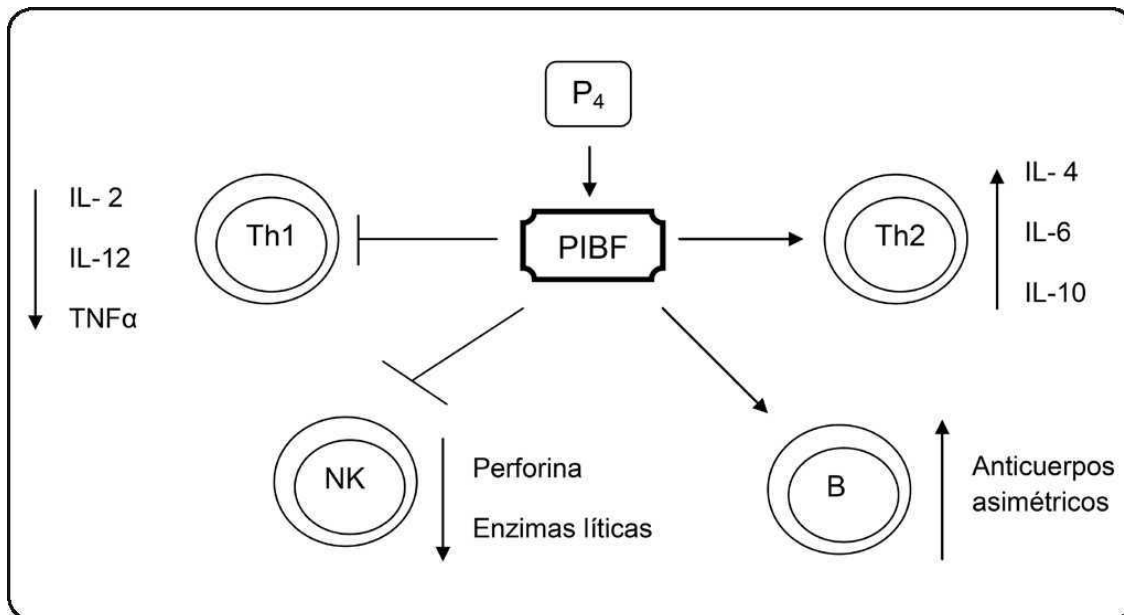 P₄
IL- 2
IL-12
TNFα
Th1
PIBF
Th2
IL- 4
IL-6
IL-10
NK
Perforina
Enzimas líticas
B
Anticuerpos
asimétricos